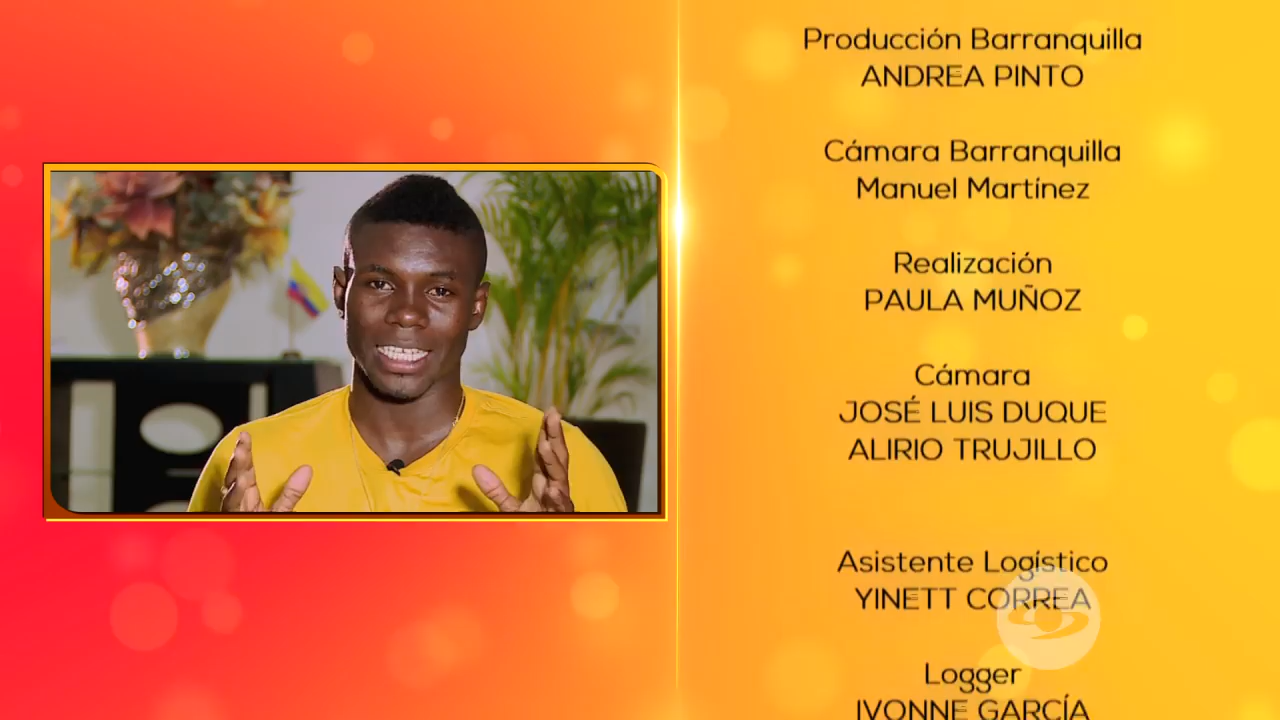 Producción Barranquilla
ANDREA PINTO
Cámara Barranquilla
Manuel Martínez
Realización
PAULA MUÑOZ
Cámara
JOSÉ LUIS DUQUE
ALIRIO TRUJILLO
Asistente Logístico
YINETT CORREA
Logger
IVONNE GARCÍA